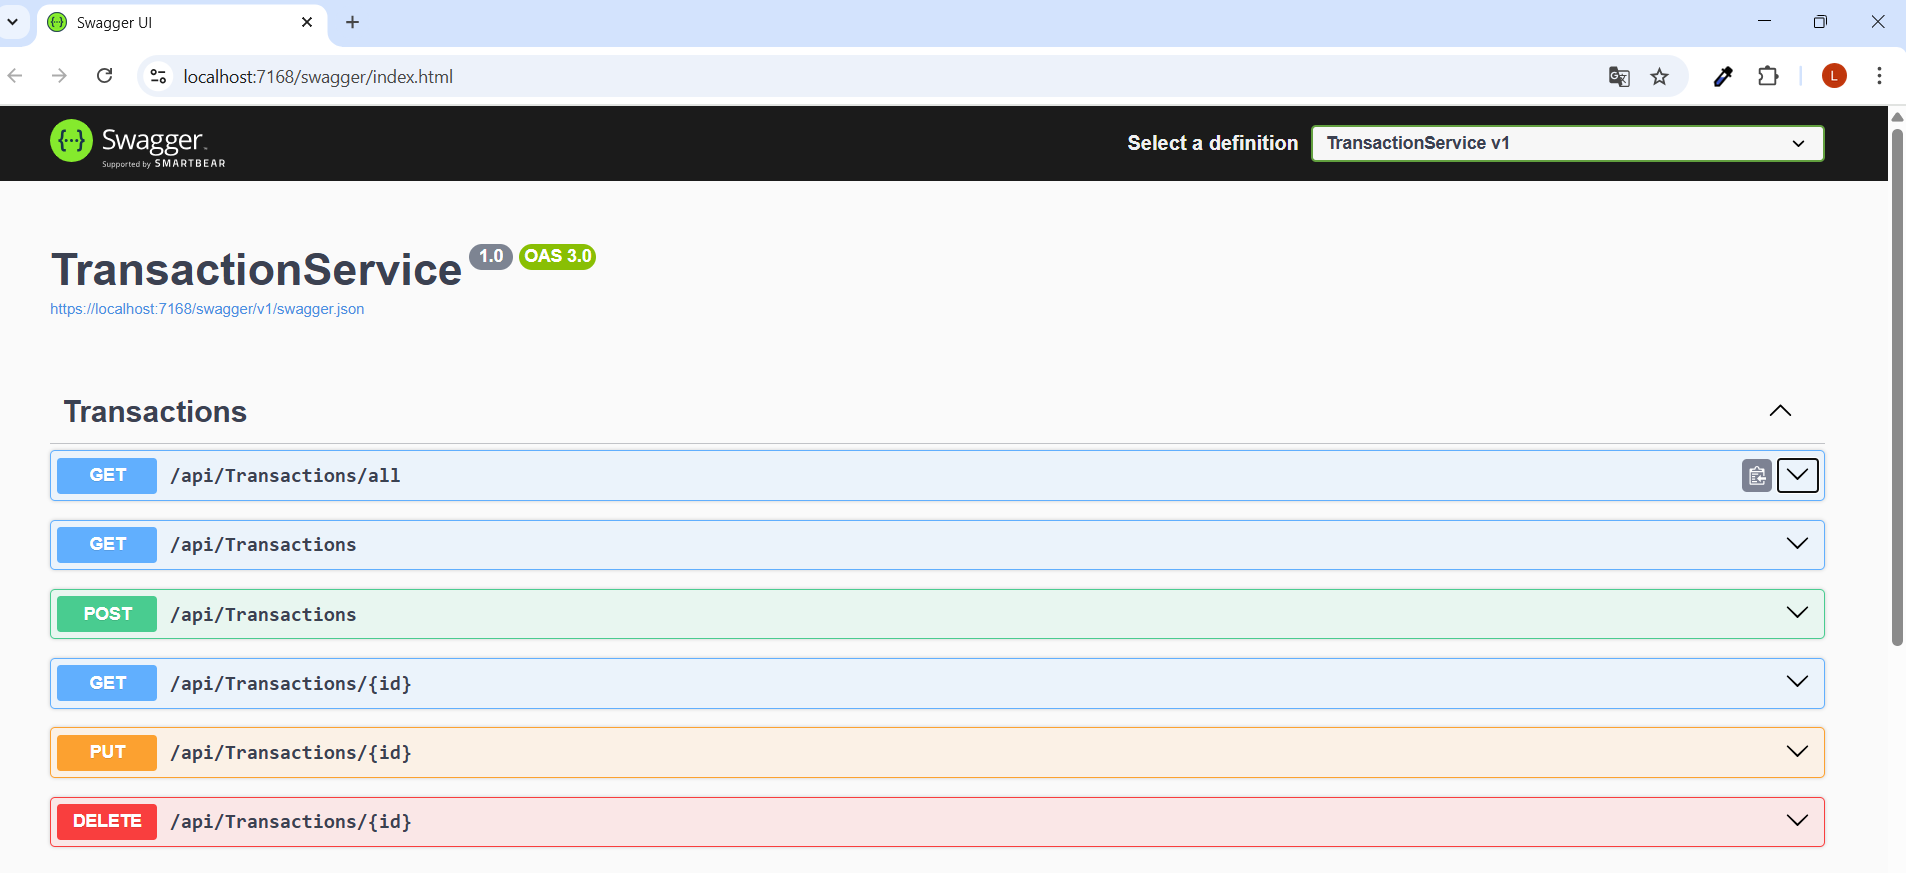 Swagger UI
localhost:7168/swagger/index.html
L
Swagger.
Supported by SMARTBEAR
Select a definition
TransactionService v1
TransactionService 1.0 OAS 3.0
https://localhost:7168/swagger/v1/swagger.json
Transactions
GET /api/Transactions/all
GET /api/Transactions
POST /api/Transactions
GET /api/Transactions/{id}
PUT /api/Transactions/{id}
DELETE /api/Transactions/{id}